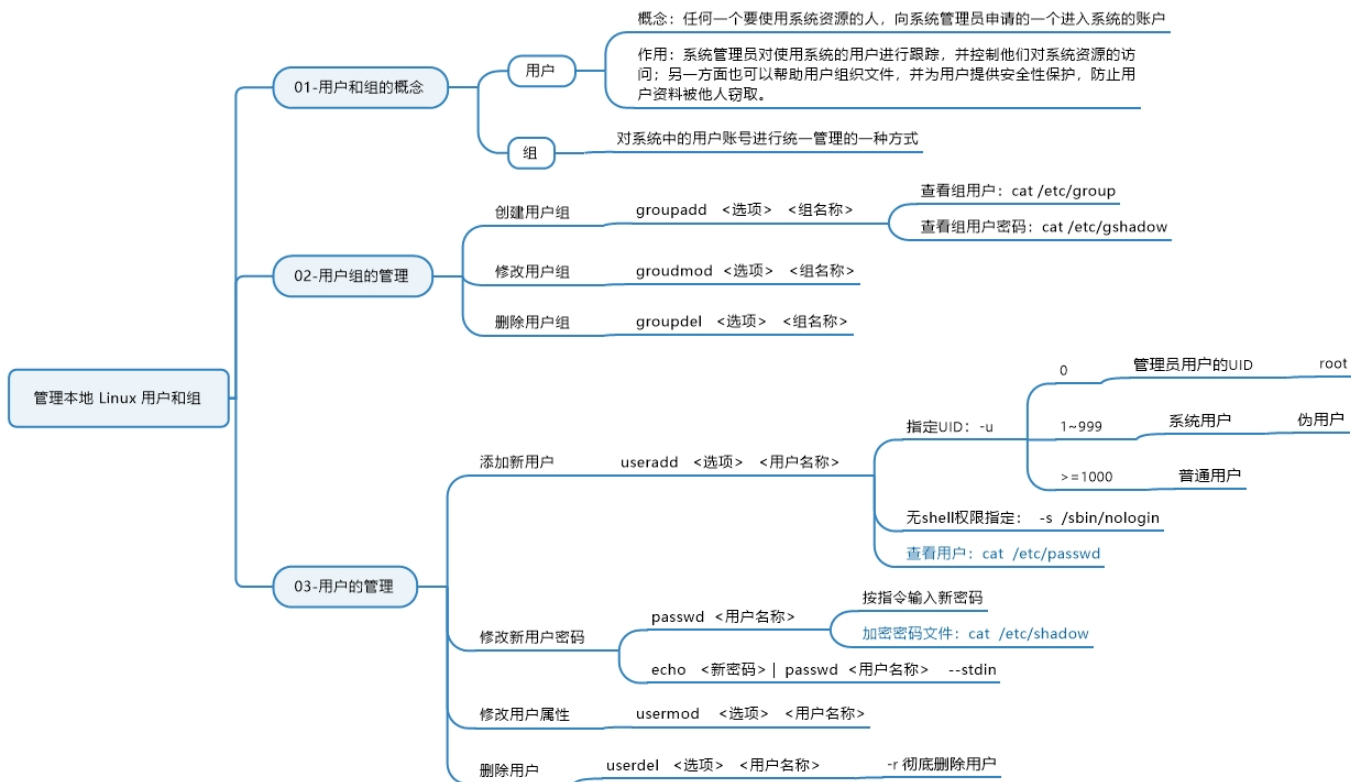 管理本地 Linux 用户和组
01-用户和组的概念
用户
概念：任何一个要使用系统资源的人，向系统管理员申请的一个进入系统的账户
作用：系统管理员对使用系统的用户进行跟踪，并控制他们对系统资源的访
问；另一方面也可以帮助用户组织文件，并为用户提供安全性保护，防止用
户资料被他人窃取。
组
对系统中的用户账号进行统一管理的一种方式
02-用户组的管理
创建用户组
groupadd <选项> <组名称>
查看组用户：cat /etc/group
查看组用户密码：cat /etc/gshadow
修改用户组
groudmod <选项> <组名称>
删除用户组
groupdel <选项> <组名称>
03-用户的管理
添加新用户
useradd <选项> <用户名称>
指定UID：-u
0
管理员用户的UID
root
1~999
系统用户
伪用户
>=1000
普通用户
无shell权限指定： -s /sbin/nologin
查看用户：cat /etc/passwd
修改新用户密码
passwd <用户名称>
按指令输入新密码
加密密码文件：cat /etc/shadow
echo <新密码> | passwd <用户名称> --stdin
修改用户属性
usermod <选项> <用户名称>
删除用户
userdel <选项> <用户名称>
-r 彻底删除用户